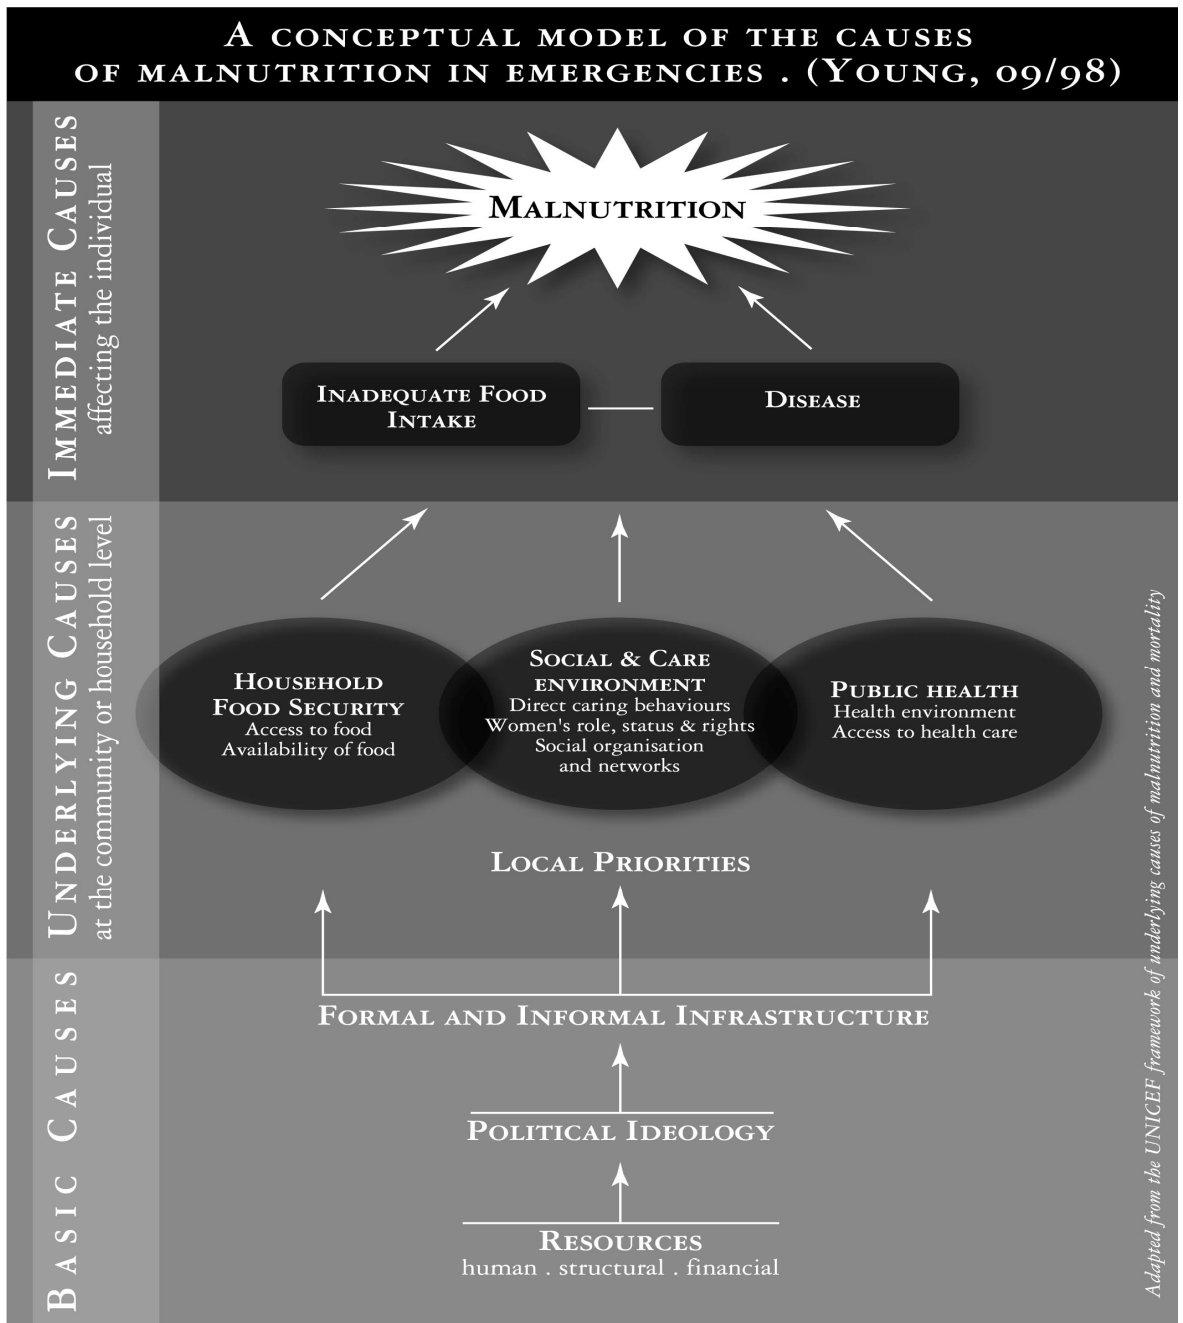 A CONCEPTUAL MODEL OF THE CAUSES
OF MALNUTRITION IN EMERGENCIES . (YOUNG, 09/98)
IMMEDIATE CAUSES
affecting the individual
MALNUTRITION
INADEQUATE FOOD
INTAKE
DISEASE
UNDERLYING CAUSES
at the community or household level
HOUSEHOLD
FOOD SECURITY
Access to food
Availability of food
SOCIAL & CARE
ENVIRONMENT
Direct caring behaviours
Women's role, status & rights
Social organisation
and networks
PUBLIC HEALTH
Health environment
Access to health care
LOCAL PRIORITIES
BASIC CAUSES
FORMAL AND INFORMAL INFRASTRUCTURE
POLITICAL IDEOLOGY
RESOURCES
human . structural . financial
Adapted from the UNICEF framework of underlying causes of malnutrition and mortality